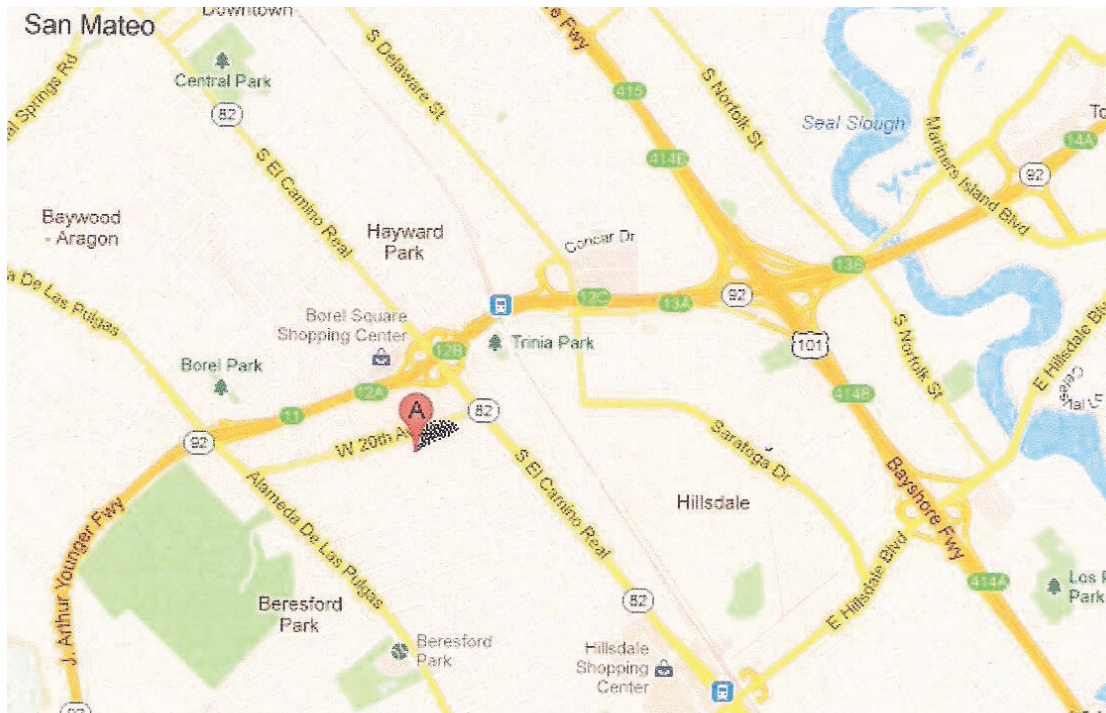 Downtown
San Mateo
Central Park
82
S Delaware St
Fwy
415
S Norfolk St
Seal Slough
Mariners Island Blvd
14A
92
414B
S El Camino Real
Baywood
- Aragon
Hayward
Park
Concar Dr
13B
De Las Pulgas
Borel Square
Shopping Center
12C
13A
92
101
12B
Trinia Park
Borel Park
12A
S Norfolk St
E Hillsdale Blvd
11
A
82
414B
92
W 20th
Saratoga Dr
S El Camino Real
Alameda De Las Pulgas
Hillsdale
Bayshore Fwy
J. Arthur Younger Fwy
E Hillsdale Blvd
414A
Park
Beresford
Park
82
Beresford
Park
Hillsdale
Shopping
Center
92